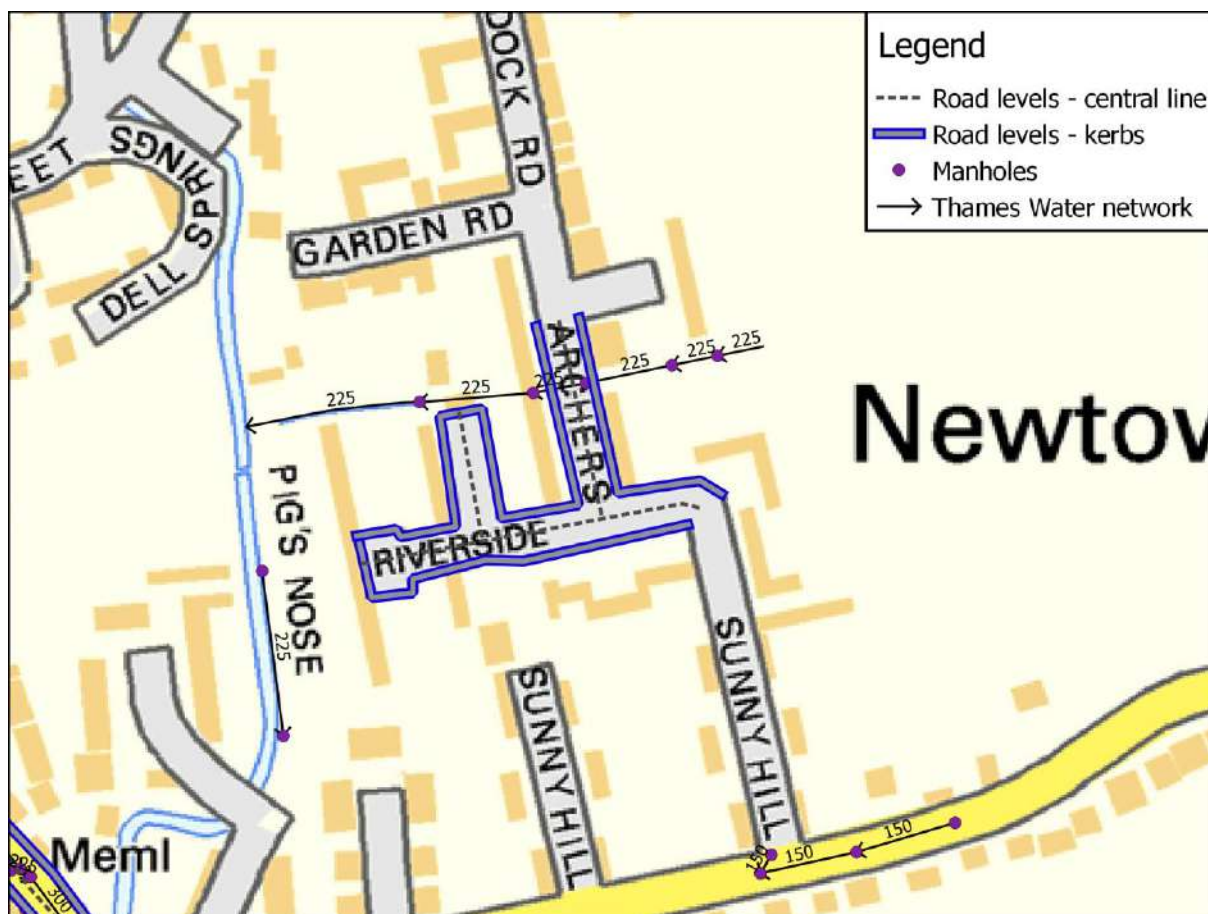 Legend
Road levels - central line
Road levels - kerbs
Manholes
Thames Water network
DOCK RD
EET
DELL SPRINGS
GARDEN RD
ARCHERS
225
225
225
225
225
225
Newtow
PIG'S NOSE
RIVERSIDE
225
SUNNY HILL
SUNNY HILL
150
150
150
Meml
300